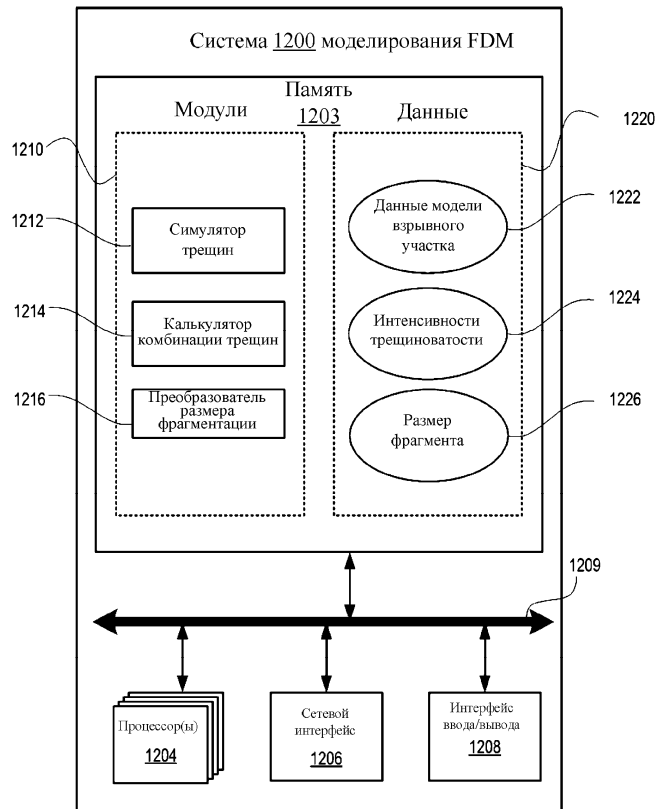 Система 1200 моделирования FDM
Память
1203
Модули
Данные
1210
1220
1212
Симулятор
трещин
Данные модели
взрывного
участка
1222
1214
Калькулятор
комбинации трещин
Интенсивности
трещиноватости
1224
1216
Преобразователь
размера
фрагментации
Размер
фрагмента
1226
1209
Процессор(ы)
1204
Сетевой
интерфейс
1206
Интерфейс
ввода/вывода
1208